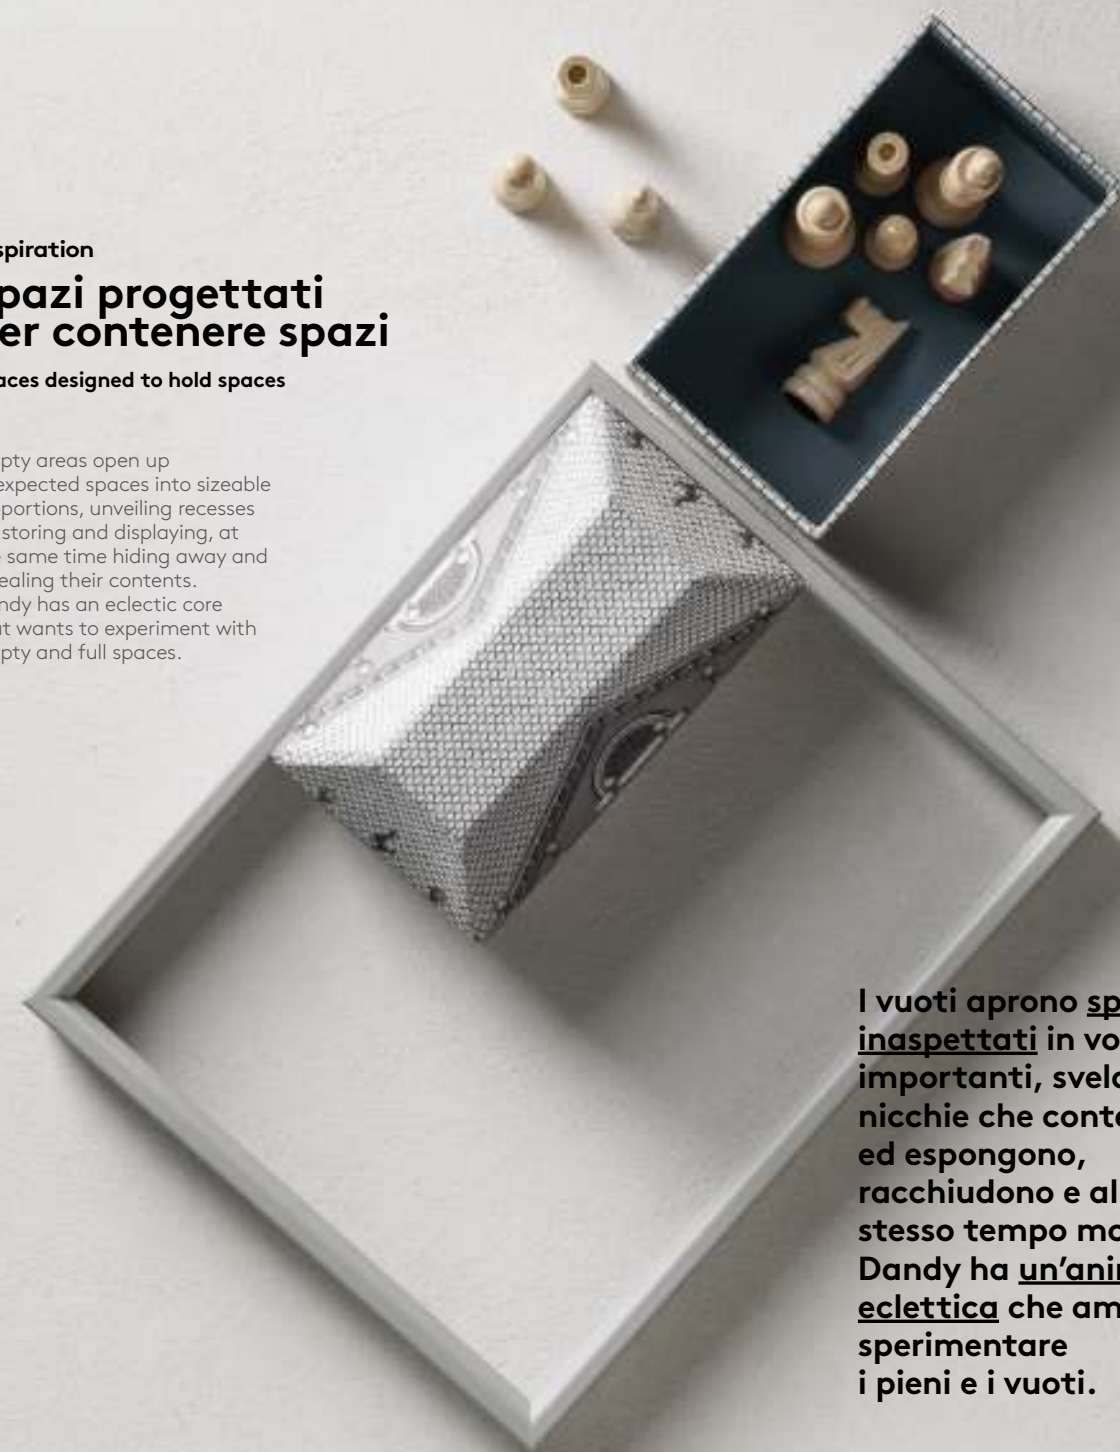 spiration
pazi progettati
er contenere spazi
aces designed to hold spaces
pty areas open up
expected spaces into sizeable
portions, unveiling recesses
storing and displaying, at
e same time hiding away and
ealing their contents.
ndy has an eclectic core
at wants to experiment with
pty and full spaces.
I vuoti aprono sp
inaspettati in vo
importanti, svela
nicchie che conte
ed espongono,
racchiudono e al
stesso tempo mo
Dandy ha un’anin
eclettica che am
sperimentare
i pieni e i vuoti.